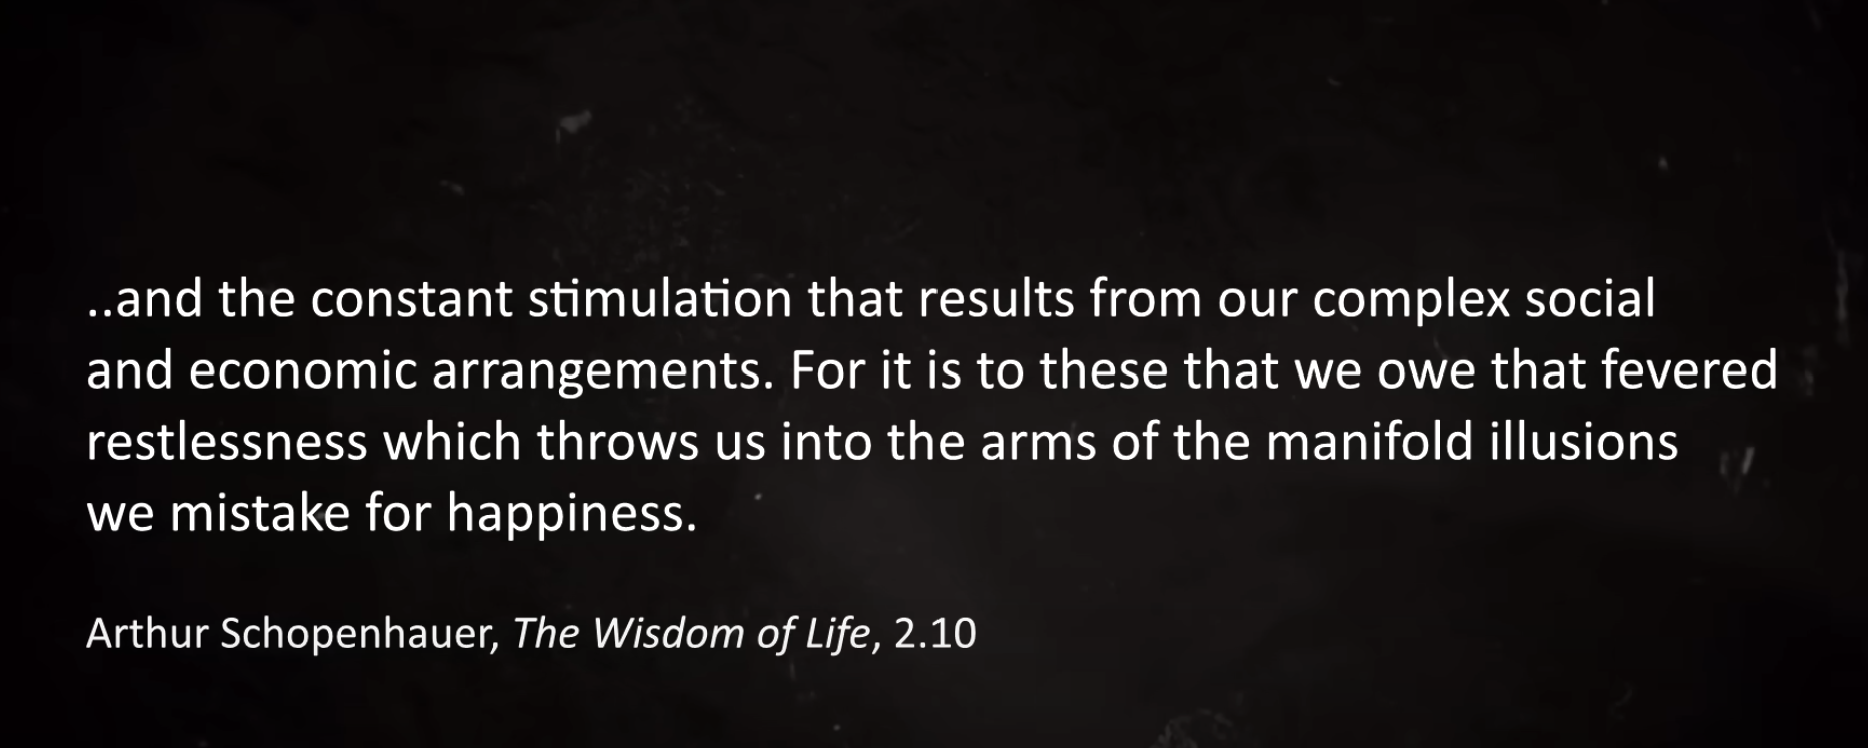 ..and the constant stimulation that results from our complex social
and economic arrangements. For it is to these that we owe that fevered
restlessness which throws us into the arms of the manifold illusions
we mistake for happiness.
Arthur Schopenhauer, The Wisdom of Life, 2.10